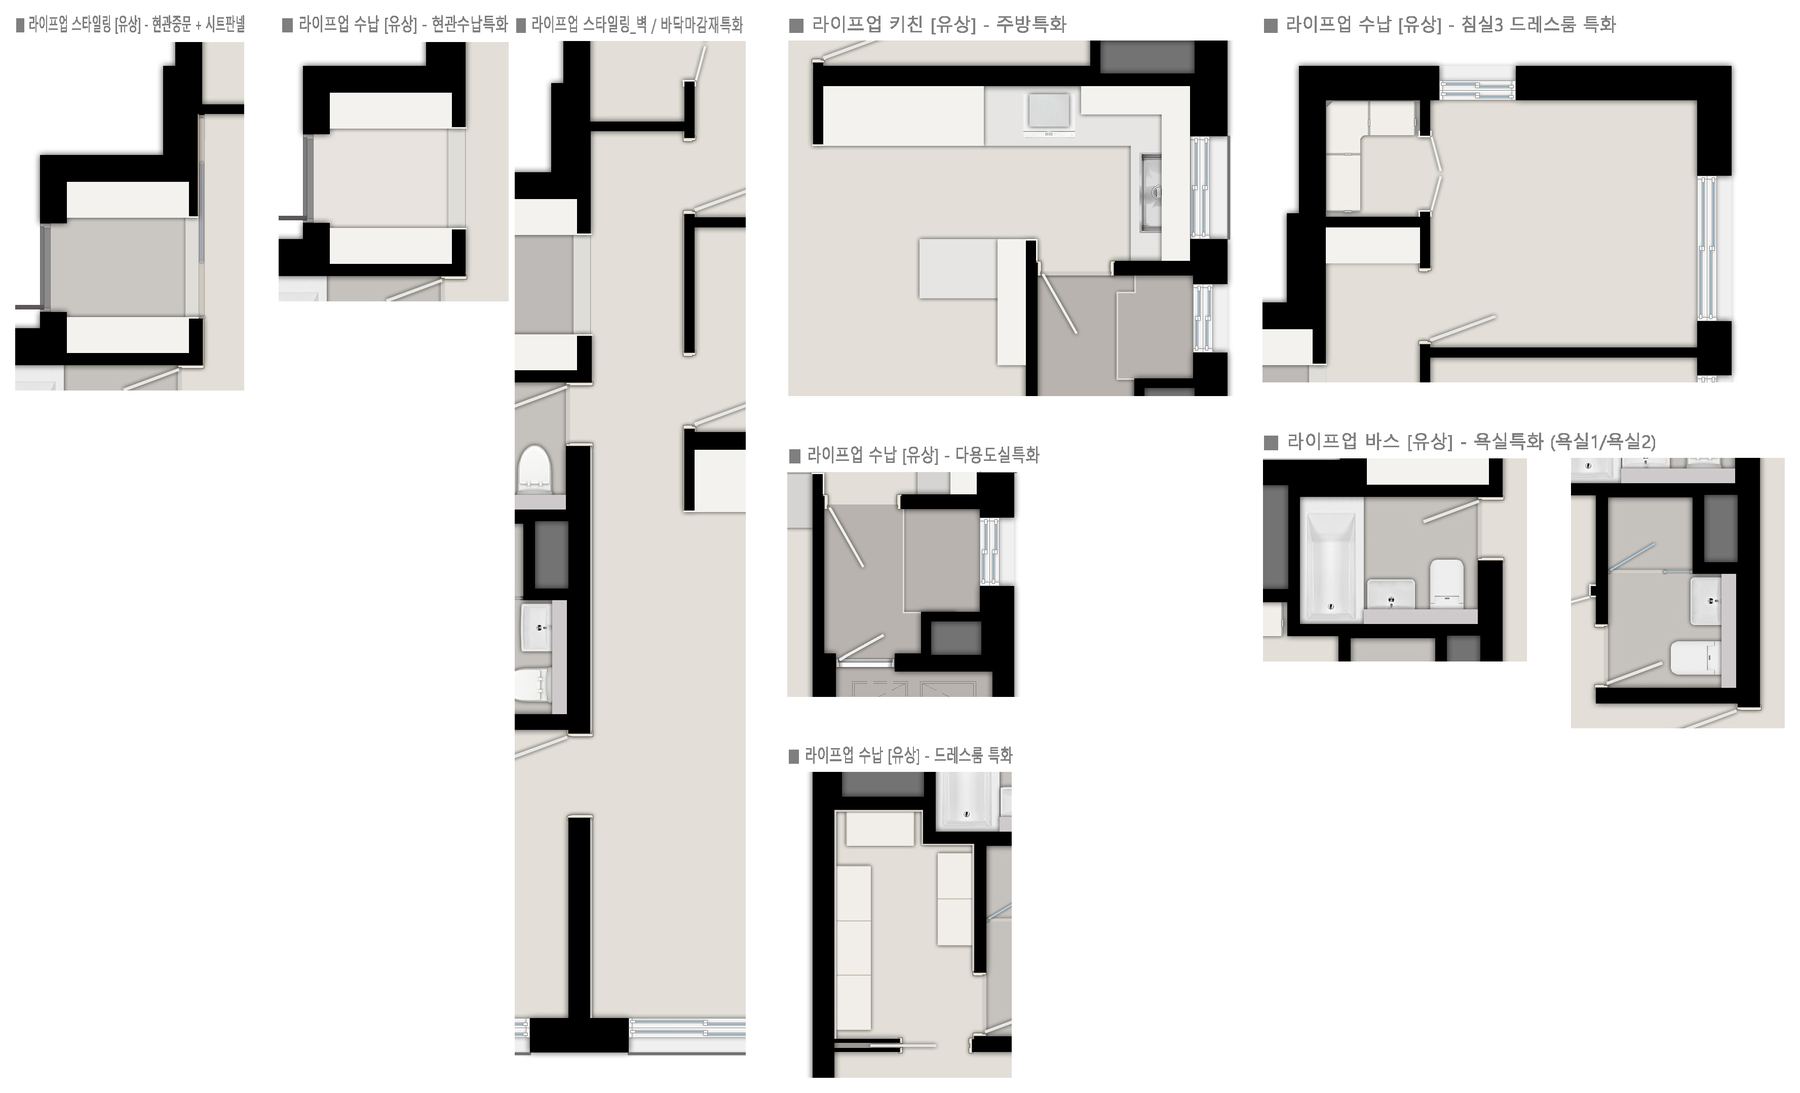 ■ 라이프업 스타일링 [유상] - 현관중문 + 시트판넬
■ 라이프업 수납 [유상] - 현관수납특화
■ 라이프업 스타일링_벽 / 바닥마감재특화
■ 라이프업 키친 [유상] - 주방특화
■ 라이프업 수납 [유상] - 침실3 드레스룸 특화
■ 라이프업 수납 [유상] - 다용도실특화
■ 라이프업 바스 [유상] - 욕실특화 (욕실1/욕실2)
■ 라이프업 수납 [유상] - 드레스룸 특화